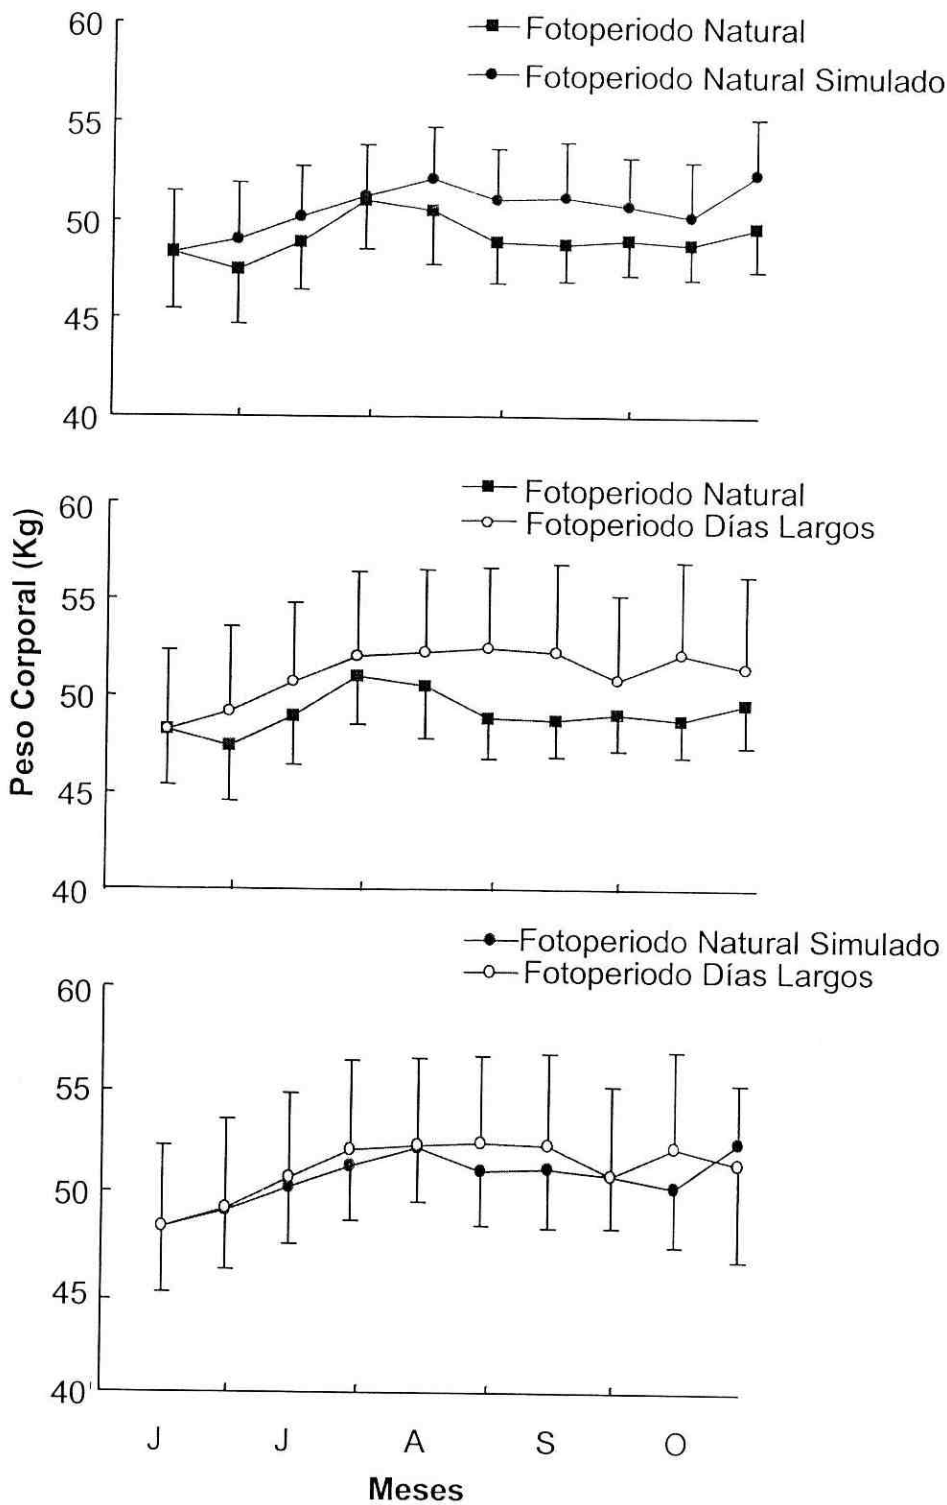 60
Fotoperiodo Natural
Fotoperiodo Natural Simulado
55
50
45
40
Peso Corporal (Kg)
60
Fotoperiodo Natural
Fotoperiodo Días Largos
55
50
45
40
Fotoperiodo Natural Simulado
Fotoperiodo Días Largos
60
55
50
45
40
J J A S O
Meses